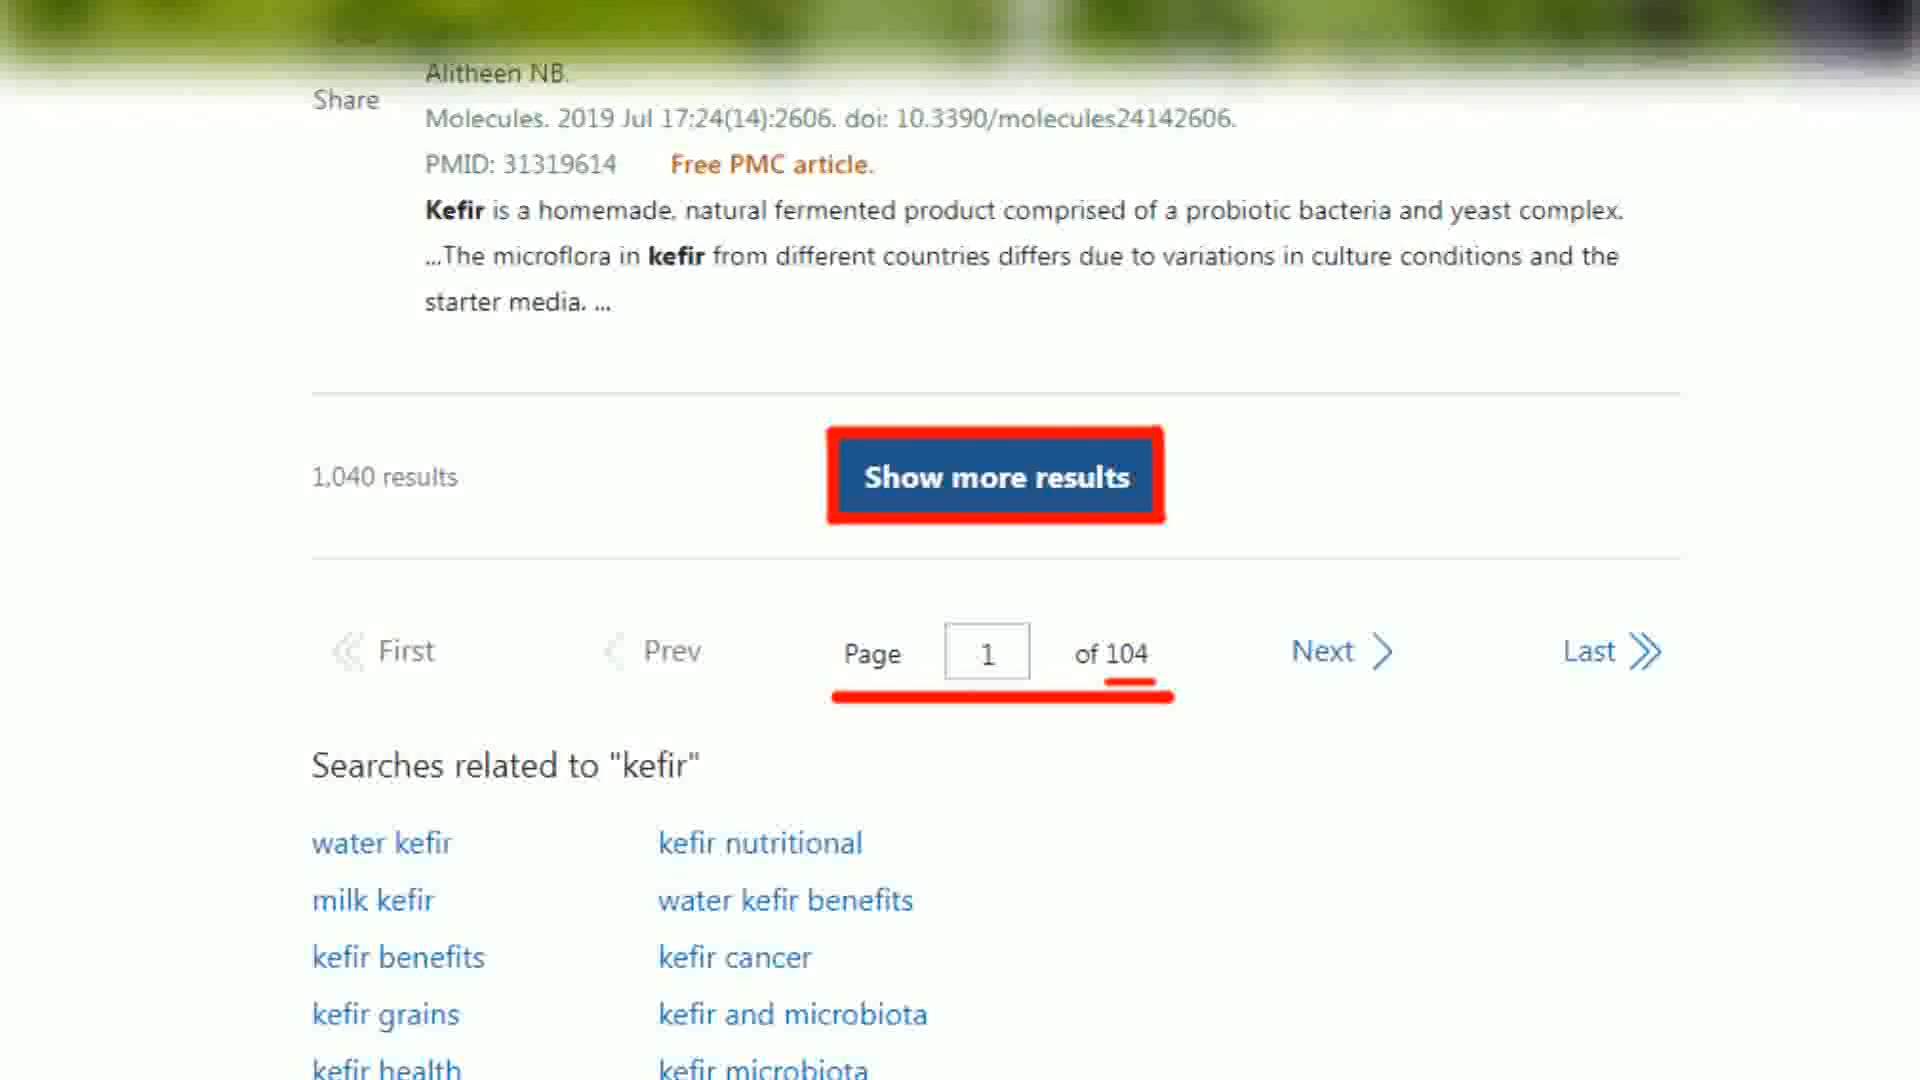 Alitheen NB.
Share
Molecules. 2019 Jul 17;24(14):2606. doi: 10.3390/molecules24142606.
PMID: 31319614 Free PMC article.
Kefir is a homemade, natural fermented product comprised of a probiotic bacteria and yeast complex.
...The microflora in kefir from different countries differs due to variations in culture conditions and the
starter media. ...
1,040 results
Show more results
First Prev Page 1 of 104 Next Last
Searches related to "kefir"
water kefir kefir nutritional
milk kefir water kefir benefits
kefir benefits kefir cancer
kefir grains kefir and microbiota
kefir health kefir microbiota